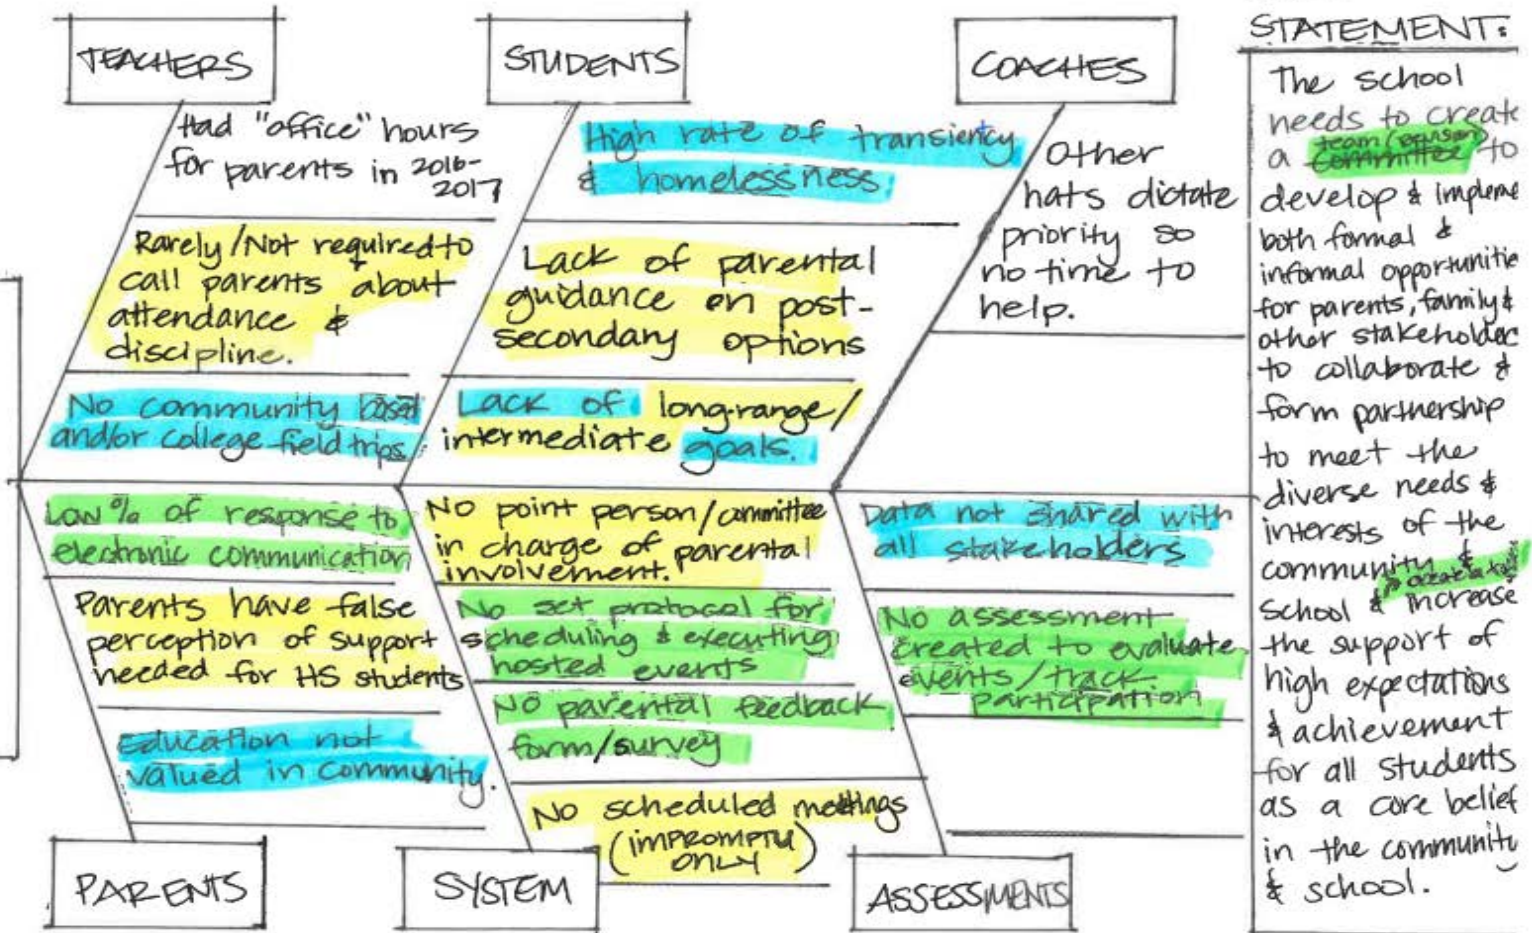 TEACHERS
Had "office" hours
for parents in 2016-
2017
Rarely/Not required to
call parents about
attendance &
discipline.
No community based
and/or college field trips
STUDENTS
High rate of transiency
& homelessness
Lack of parental
guidance on post-
secondary options
Lack of long-range/
intermediate goals.
COACHES
Other
hats dictate
priority so
no time to
help.
Low % of response to
electronic communication
Parents have false
perception of support
needed for HS students
Education not
valued in community.
PARENTS
No point person/committee
in charge of parental
involvement.
No set protocol for
scheduling & executing
hosted events
No parental feedback
form/survey
No scheduled meetings
(IMPROMPTU
ONLY)
SYSTEM
Data not shared with
all stakeholders
No assessment
created to evaluate
events/track
participation
ASSESSMENTS
STATEMENT:
The school
needs to create
team/
a committee to
develop & impleme
both formal &
informal opportunitie
for parents, family &
other stakeholder
to collaborate &
form partnership
to meet the
diverse needs &
interests of the
community &
create a
school & increase
the support of
high expectations
& achievement
for all students
as a core belief
in the community
& school.